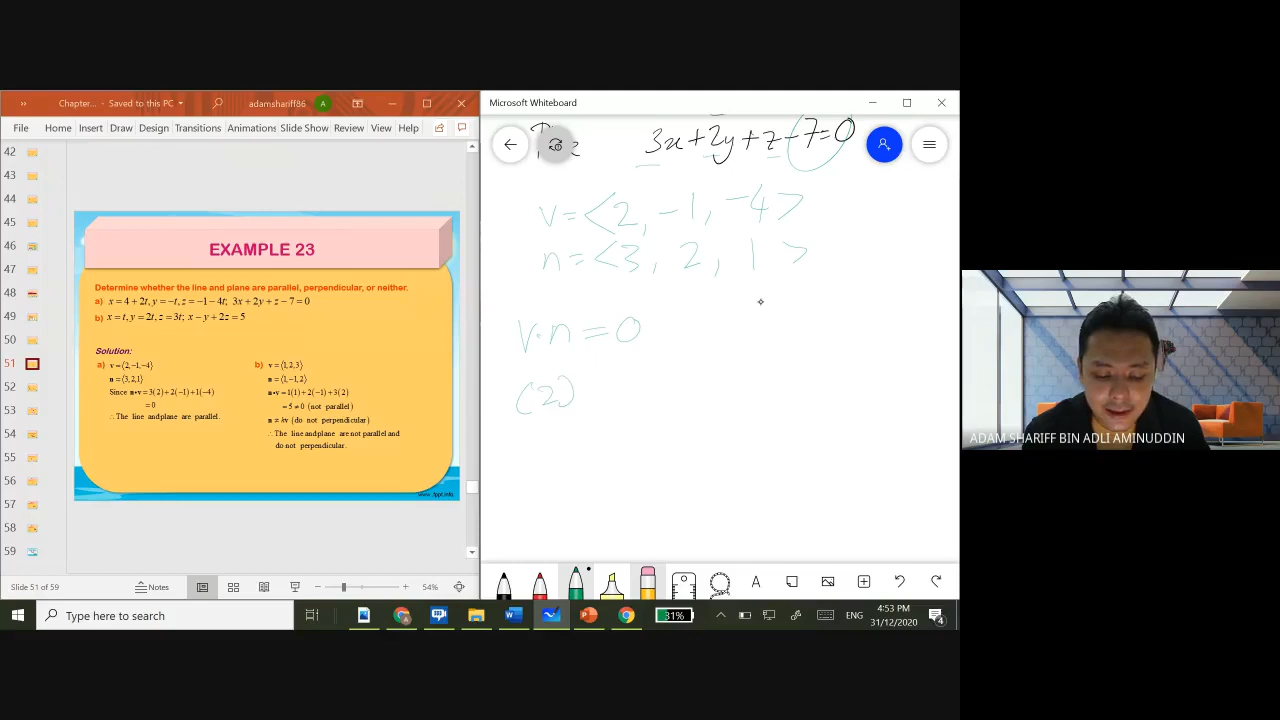 Chapter... - Saved to this PC
adamshariff86
A
File Home Insert Draw Design Transitions Animations Slide Show Review View Help
42
43
44
45
46
47
48
49
50
51
52
53
54
55
56
57
58
59
EXAMPLE 23
Determine whether the line and plane are parallel, perpendicular, or neither.
a) x = 4 + 2t, y = −t, z = −1 − 4t; 3x + 2y + z − 7 = 0
b) x = t, y = 2t, z = 3t; x − y + 2z = 5
Solution:
a) v = ⟨2,−1,−4⟩
n = ⟨3,2,1⟩
Since n•v = 3(2)+2(−1)+1(−4)
= 0
∴ The line and plane are parallel.
b) v = ⟨1,2,3⟩
n = ⟨1,−1,2⟩
n•v = 1(1)+2(−1)+3(2)
= 5 ≠ 0 (not parallel)
n ≠ kv (do not perpendicular)
∴ The line and plane are not parallel and
do not perpendicular.
www.fppt.info
Slide 51 of 59
Notes
54%
Microsoft Whiteboard
3x+2y+z-7=0
v=<2, -1, -4>
n=<3, 2, 1>
v·n=0
(2)
A
ADAM SHARIFF BIN ADLI AMINUDDIN
Type here to search
31%
ENG
4:53 PM
31/12/2020
4